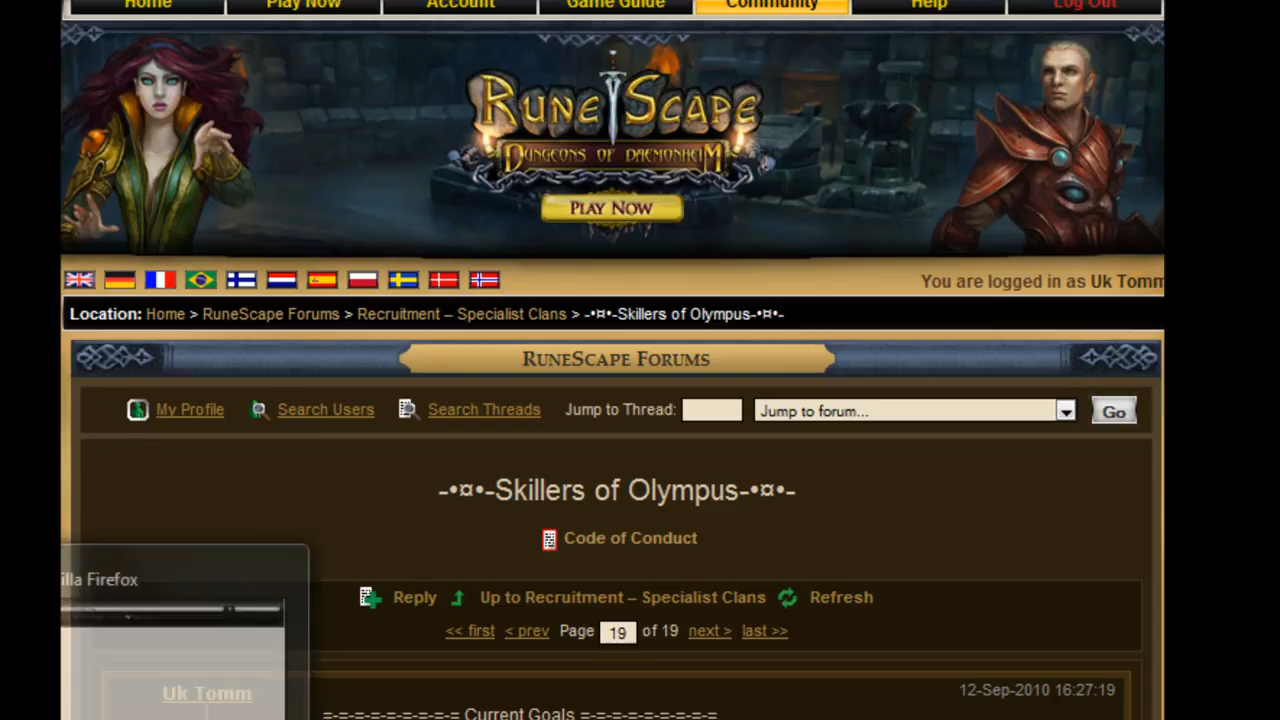 Home Play Now Account Game Guide Community Help Log Out
RUNESCAPE
DUNGEONS OF DAEMONHEIM
PLAY NOW
You are logged in as Uk Tomm
Location: Home > RuneScape Forums > Recruitment – Specialist Clans > -•¤•-Skillers of Olympus-•¤•-
RUNESCAPE FORUMS
My Profile Search Users Search Threads Jump to Thread: Jump to forum... Go
-•¤•-Skillers of Olympus-•¤•-
Code of Conduct
illa Firefox
Reply Up to Recruitment – Specialist Clans Refresh
<< first < prev Page 19 of 19 next > last >>
Uk Tomm
12-Sep-2010 16:27:19
=-=-=-=-=-=-=-=-= Current Goals =-=-=-=-=-=-=-=-=